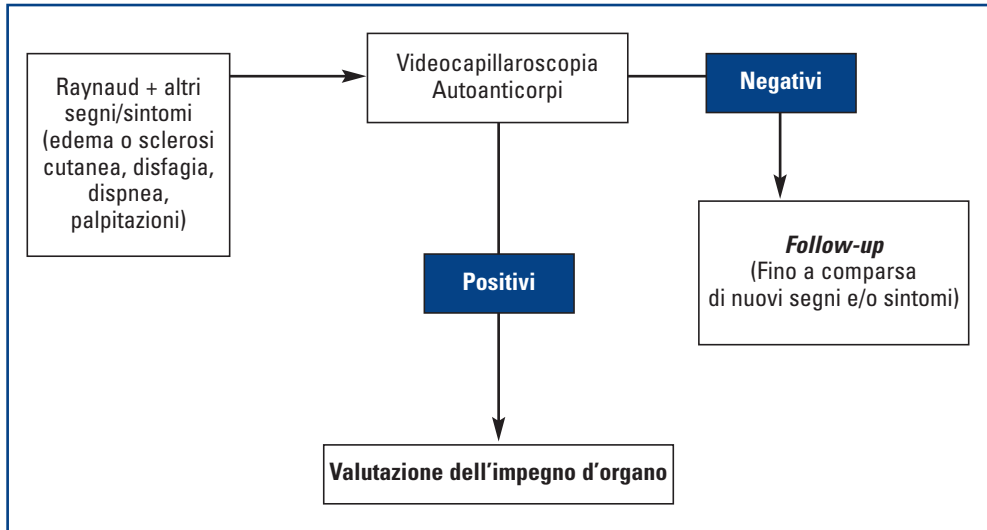 Raynaud + altri
segni/sintomi
(edema o sclerosi
cutanea, disfagia,
dispnea,
palpitazioni)
Videocapillaroscopia
Autoanticorpi
Negativi
Follow-up
(Fino a comparsa
di nuovi segni e/o sintomi)
Positivi
Valutazione dell'impegno d'organo